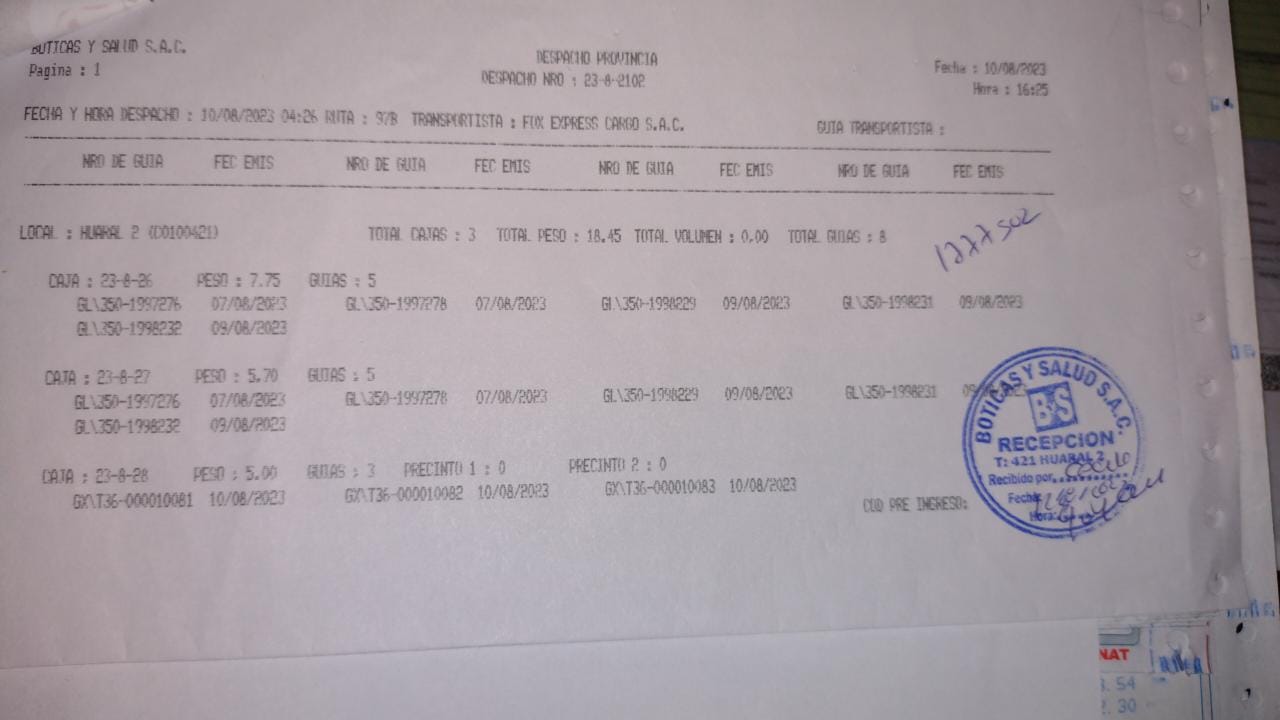 BOTICAS Y SALUD S.A.C.
Pagina : 1
DESPACHO PROVINCIA
DESPACHO NRO : 23-8-2102
Fecha : 10/08/2023
Hora : 16:25
FECHA Y HORA DESPACHO : 10/08/2023 04:26 RUTA : 97B TRANSPORTISTA : FOX EXPRESS CARGO S.A.C. GUIA TRANSPORTISTA :
NRO DE GUIA FEC EMIS NRO DE GUIA FEC EMIS NRO DE GUIA FEC EMIS NRO DE GUIA FEC EMIS
LOCAL : HUARAL 2 (CO100421) TOTAL CAJAS : 3 TOTAL PESO : 18.45 TOTAL VOLUMEN : 0.00 TOTAL GUIAS : 8
1277502
CAJA : 23-8-26 PESO : 7.75 GUIAS : 5
GL\350-1997276 07/08/2023 GL\350-1997278 07/08/2023 GL\350-1998229 09/08/2023 GL\350-1998231 09/08/2023
GL\350-1998232 09/08/2023
CAJA : 23-8-27 PESO : 5.70 GUIAS : 5
GL\350-1997276 07/08/2023 GL\350-1997278 07/08/2023 GL\350-1998229 09/08/2023 GL\350-1998231
GL\350-1998232 09/08/2023
CAJA : 23-8-28 PESO : 5.00 GUIAS : 3 PRECINTO 1 : 0 PRECINTO 2 : 0
GX\T36-000010081 10/08/2023 GX\T36-000010082 10/08/2023 GX\T36-000010083 10/08/2023
COD PRE INGRESO:
BOTICAS Y SALUD S.A.C.
BS
RECEPCION
T: 421 HUARAL 2
Recibido por
Fecha:
Hora:
NAT
3. 54
2. 30